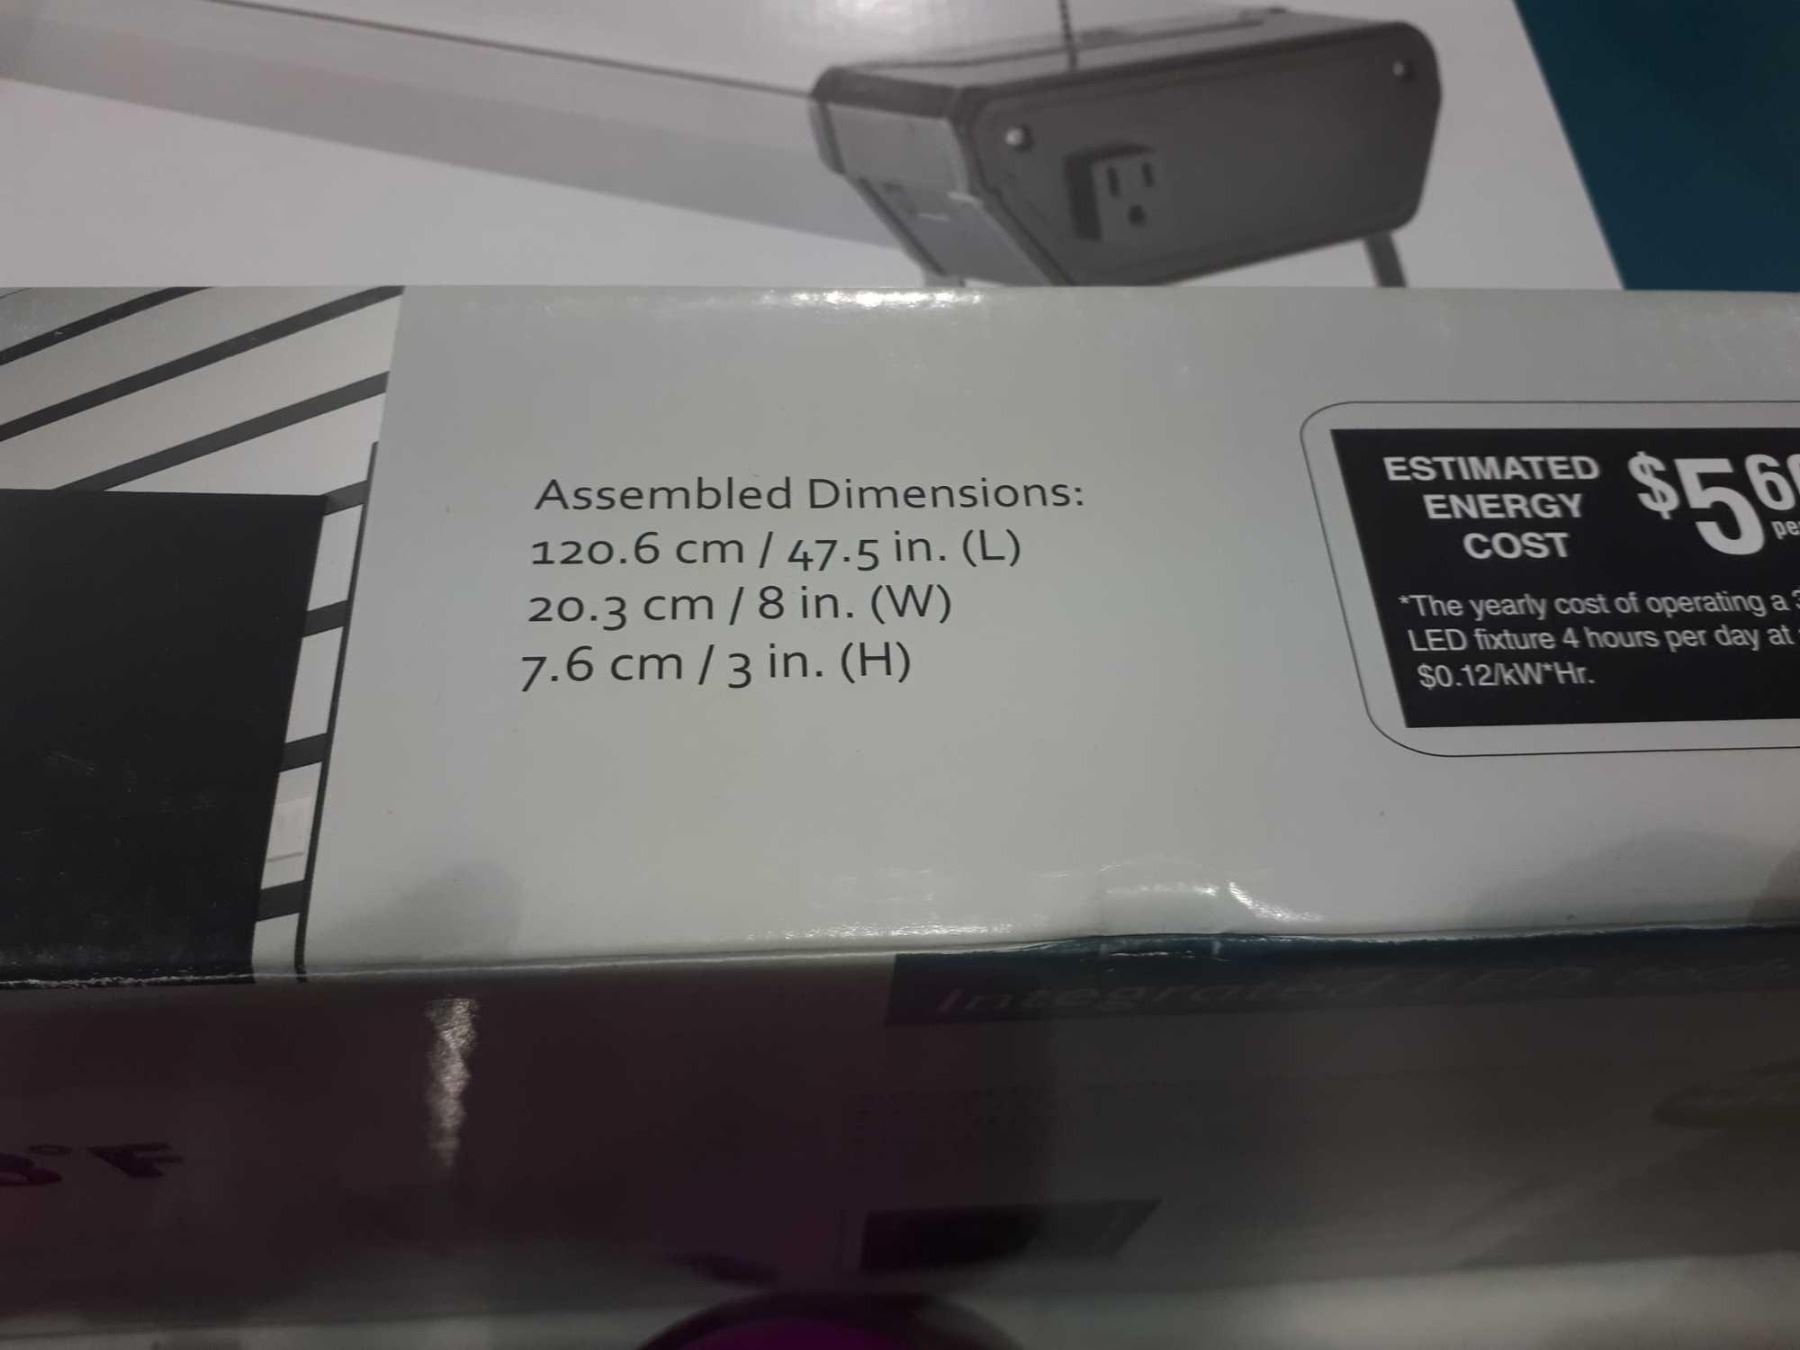 Assembled Dimensions:
120.6 cm / 47.5 in. (L)
20.3 cm / 8 in. (W)
7.6 cm / 3 in. (H)
ESTIMATED
ENERGY
COST
$5
*The yearly cost of operating a
LED fixture 4 hours per day at
$0.12/kW*Hr.
Integrated LED